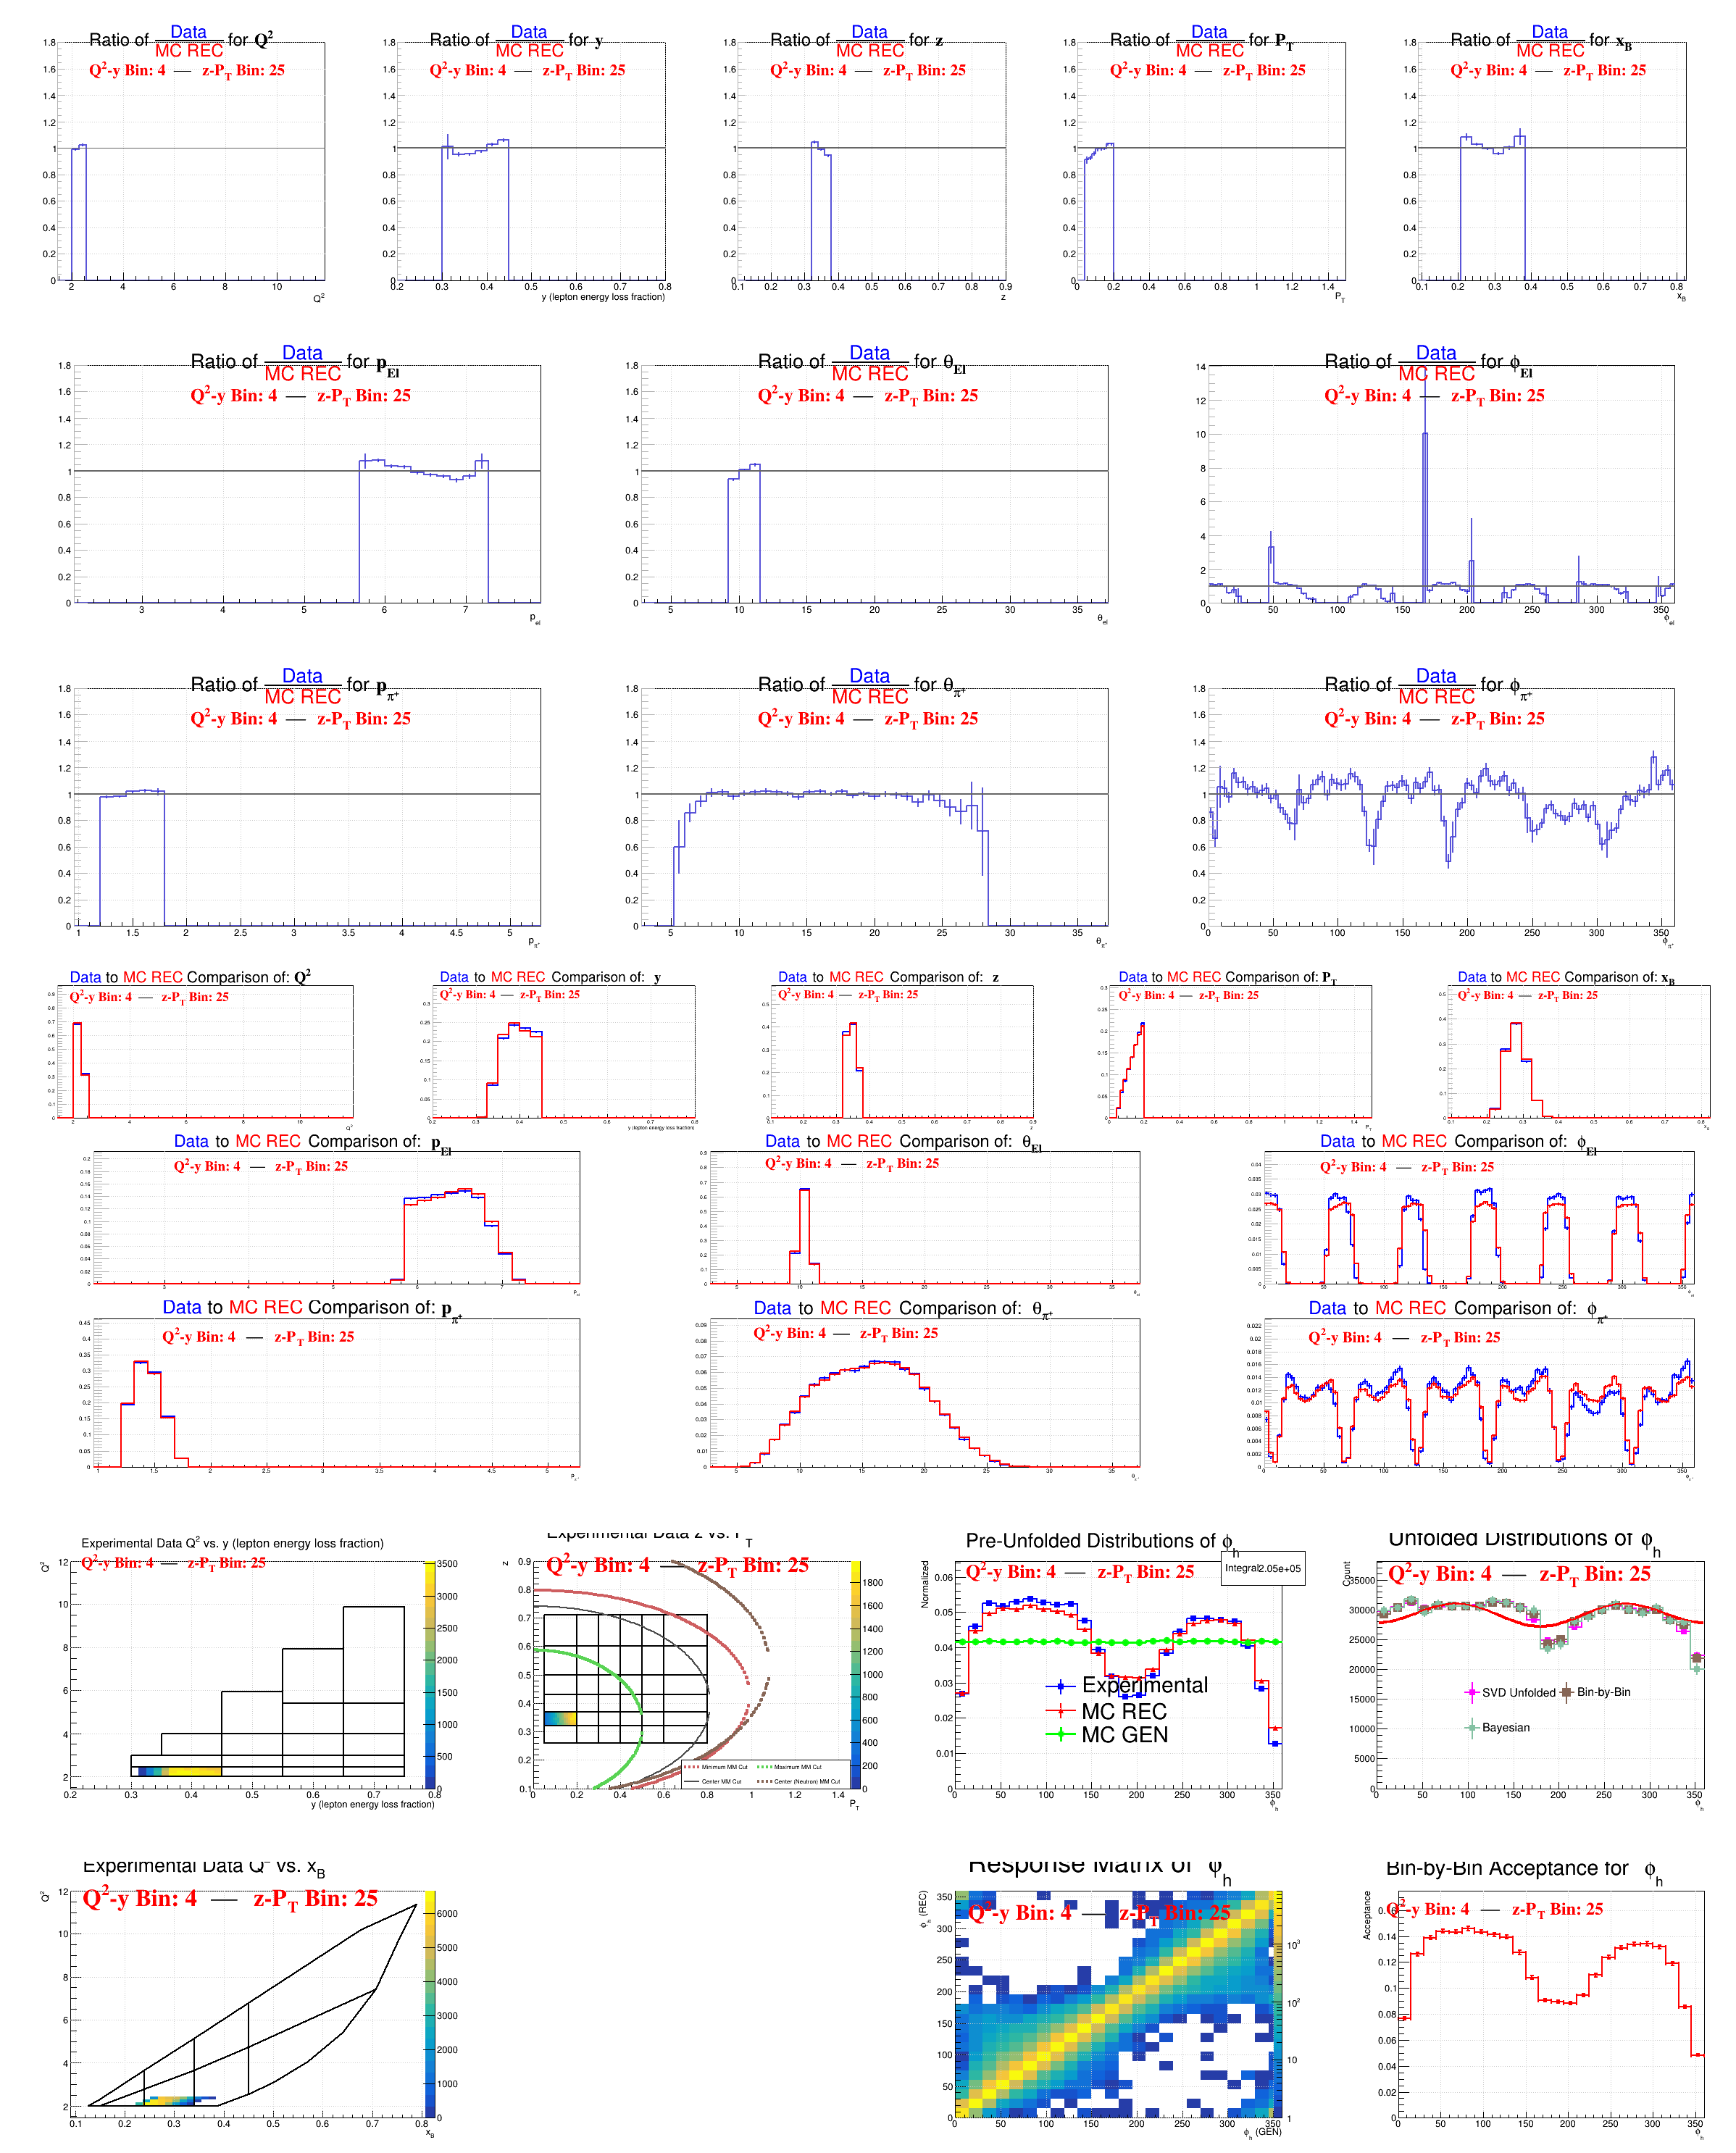 Ratio of Data/MC REC for Q²
Q²-y Bin: 4 — z-P_T Bin: 25
Q²
Ratio of Data/MC REC for y
Q²-y Bin: 4 — z-P_T Bin: 25
y (lepton energy loss fraction)
Ratio of Data/MC REC for z
Q²-y Bin: 4 — z-P_T Bin: 25
z
Ratio of Data/MC REC for P_T
Q²-y Bin: 4 — z-P_T Bin: 25
P_T
Ratio of Data/MC REC for x_B
Q²-y Bin: 4 — z-P_T Bin: 25
x_B
Ratio of Data/MC REC for p_El
Q²-y Bin: 4 — z-P_T Bin: 25
p_el
Ratio of Data/MC REC for θ_El
Q²-y Bin: 4 — z-P_T Bin: 25
θ_el
Ratio of Data/MC REC for ϕ_El
Q²-y Bin: 4 — z-P_T Bin: 25
ϕ_el
Ratio of Data/MC REC for p_π⁺
Q²-y Bin: 4 — z-P_T Bin: 25
p_π⁺
Ratio of Data/MC REC for θ_π⁺
Q²-y Bin: 4 — z-P_T Bin: 25
θ_π⁺
Ratio of Data/MC REC for ϕ_π⁺
Q²-y Bin: 4 — z-P_T Bin: 25
ϕ_π⁺
Data to MC REC Comparison of: Q²
Q²-y Bin: 4 — z-P_T Bin: 25
Data to MC REC Comparison of: y
Q²-y Bin: 4 — z-P_T Bin: 25
y (lepton energy loss fraction)
Data to MC REC Comparison of: z
Q²-y Bin: 4 — z-P_T Bin: 25
Data to MC REC Comparison of: P_T
Q²-y Bin: 4 — z-P_T Bin: 25
Data to MC REC Comparison of: x_B
Q²-y Bin: 4 — z-P_T Bin: 25
Data to MC REC Comparison of: p_El
Q²-y Bin: 4 — z-P_T Bin: 25
Data to MC REC Comparison of: θ_El
Q²-y Bin: 4 — z-P_T Bin: 25
Data to MC REC Comparison of: ϕ_El
Q²-y Bin: 4 — z-P_T Bin: 25
Data to MC REC Comparison of: p_π⁺
Q²-y Bin: 4 — z-P_T Bin: 25
Data to MC REC Comparison of: θ_π⁺
Q²-y Bin: 4 — z-P_T Bin: 25
Data to MC REC Comparison of: ϕ_π⁺
Q²-y Bin: 4 — z-P_T Bin: 25
Experimental Data Q² vs. y (lepton energy loss fraction)
Q²-y Bin: 4 — z-P_T Bin: 25
Q²
y (lepton energy loss fraction)
Experimental Data z vs. P_T
Q²-y Bin: 4 — z-P_T Bin: 25
z
Minimum MM Cut
Maximum MM Cut
Center MM Cut
Center (Neutron) MM Cut
P_T
Pre-Unfolded Distributions of ϕ_h
Q²-y Bin: 4 — z-P_T Bin: 25
Integral 2.05e+05
Normalized
Experimental
MC REC
MC GEN
ϕ_h
Unfolded Distributions of ϕ_h
Q²-y Bin: 4 — z-P_T Bin: 25
Count
SVD Unfolded
Bin-by-Bin
Bayesian
ϕ_h
Experimental Data Q² vs. x_B
Q²-y Bin: 4 — z-P_T Bin: 25
Q²
x_B
Response Matrix of ϕ_h
Q²-y Bin: 4 — z-P_T Bin: 25
ϕ_h (REC)
ϕ_h (GEN)
Bin-by-Bin Acceptance for ϕ_h
Q²-y Bin: 4 — z-P_T Bin: 25
Acceptance
ϕ_h